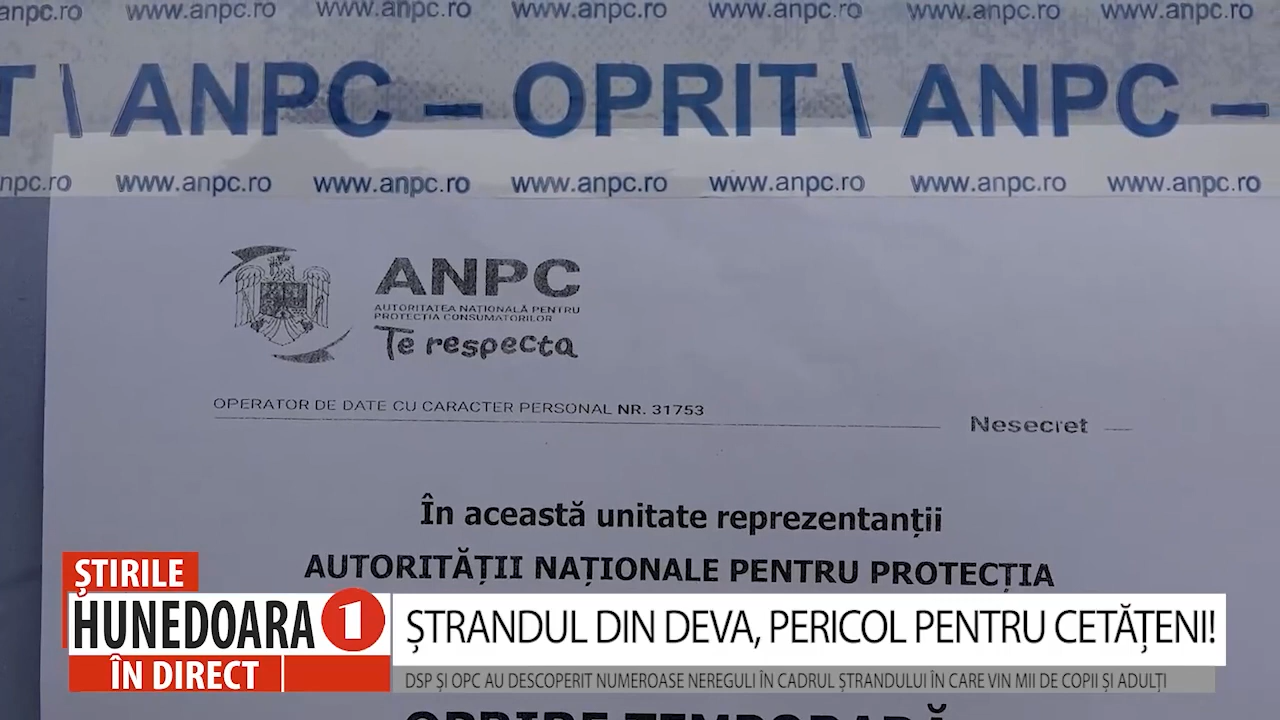 www.anpc.ro www.anpc.ro www.anpc.ro www.anpc.ro www.anpc.ro www.anpc.ro
T \ ANPC – OPRIT \ ANPC –
npc.ro www.anpc.ro www.anpc.ro www.anpc.ro www.anpc.ro www.anpc.ro www.anpc.ro
ANPC
AUTORITATEA NAȚIONALĂ PENTRU
PROTECȚIA CONSUMATORILOR
Te respecta
OPERATOR DE DATE CU CARACTER PERSONAL NR. 31753
Nesecret
În această unitate reprezentanții
AUTORITĂȚII NAȚIONALE PENTRU PROTECȚIA
ȘTIRILE
HUNEDOARA 1
ÎN DIRECT
ȘTRANDUL DIN DEVA, PERICOL PENTRU CETĂȚENI!
DSP ȘI OPC AU DESCOPERIT NUMEROASE NEREGULI ÎN CADRUL ȘTRANDULUI ÎN CARE VIN MII DE COPII ȘI ADULȚI
OPRIRE TEMPORARĂ